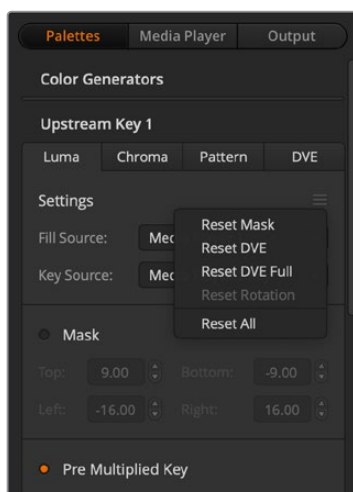 Palettes Media Player Output
Color Generators
Upstream Key 1
Luma Chroma Pattern DVE
Settings
Reset Mask
Fill Source: Med
Reset DVE
Reset DVE Full
Key Source: Med
Reset Rotation
Reset All
Mask
Top: 9.00 Bottom: -9.00
Left: -16.00 Right: 16.00
Pre Multiplied Key